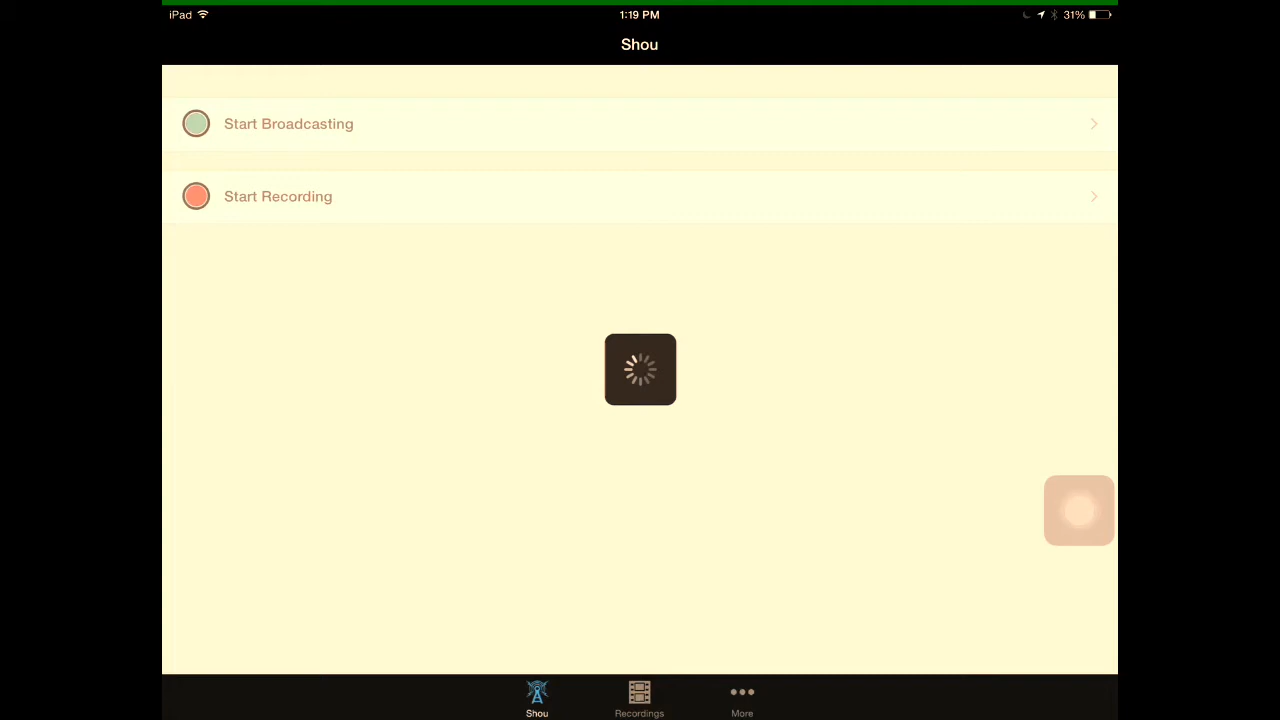 iPad 1:19 PM 31%
Shou
Start Broadcasting
Start Recording
Shou Recordings More